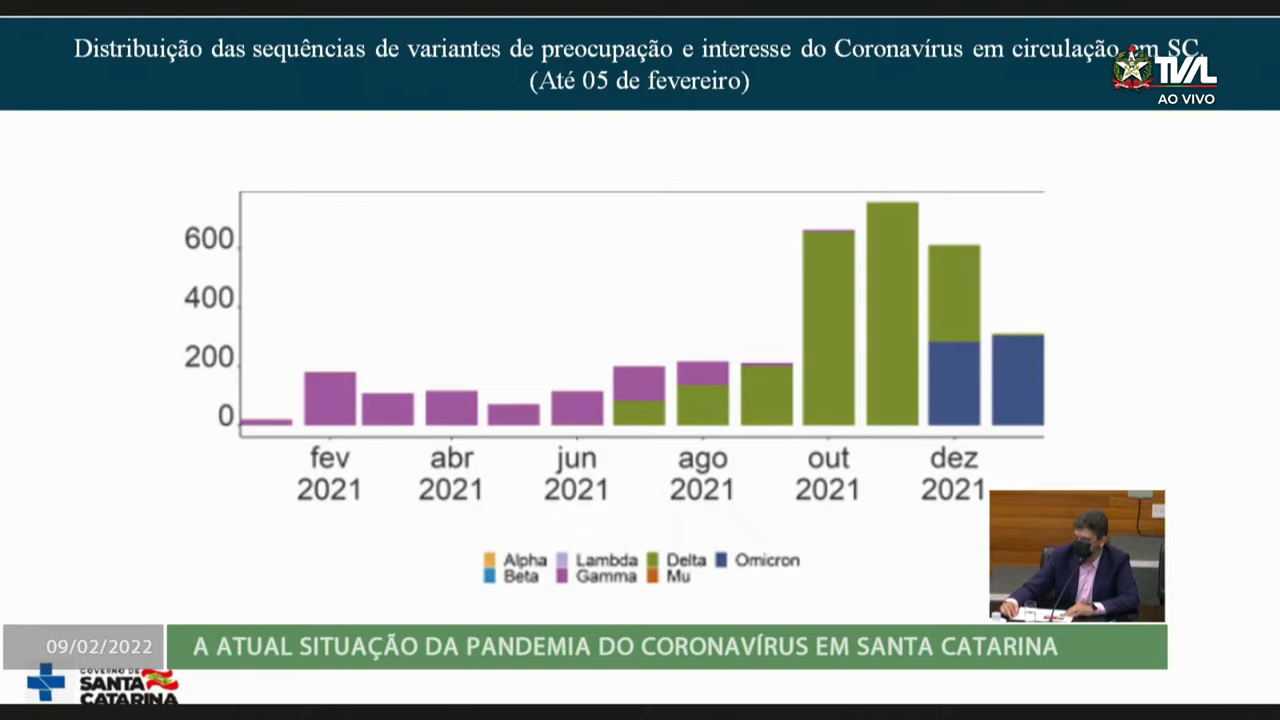 Distribuição das sequências de variantes de preocupação e interesse do Coronavírus em circulação em SC
(Até 05 de fevereiro)
TVAL
AO VIVO
600
400
200
0
fev abr jun ago out dez
2021 2021 2021 2021 2021 2021
Alpha Lambda Delta Omicron
Beta Gamma Mu
09/02/2022 A ATUAL SITUAÇÃO DA PANDEMIA DO CORONAVÍRUS EM SANTA CATARINA
GOVERNO DE
SANTA
CATARINA